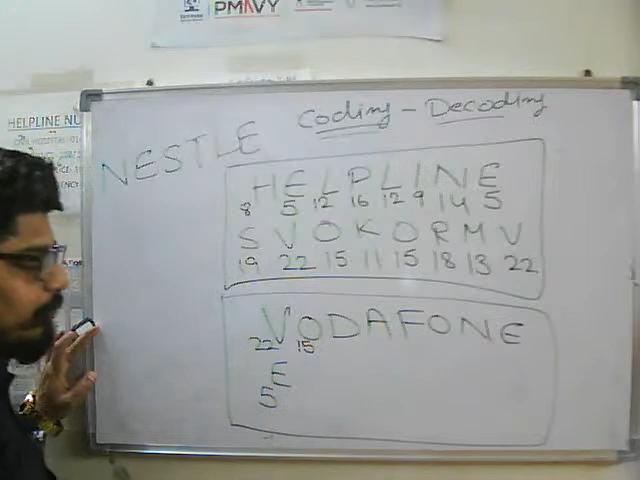 PMAVY
HELPLINE NU
Coding - Decoding
NESTLE
HELPLINE
8 5 12 16 12 9 14 5
SVOKORMV
19 22 15 11 15 18 13 22
VODAFONE
22 15
E
5